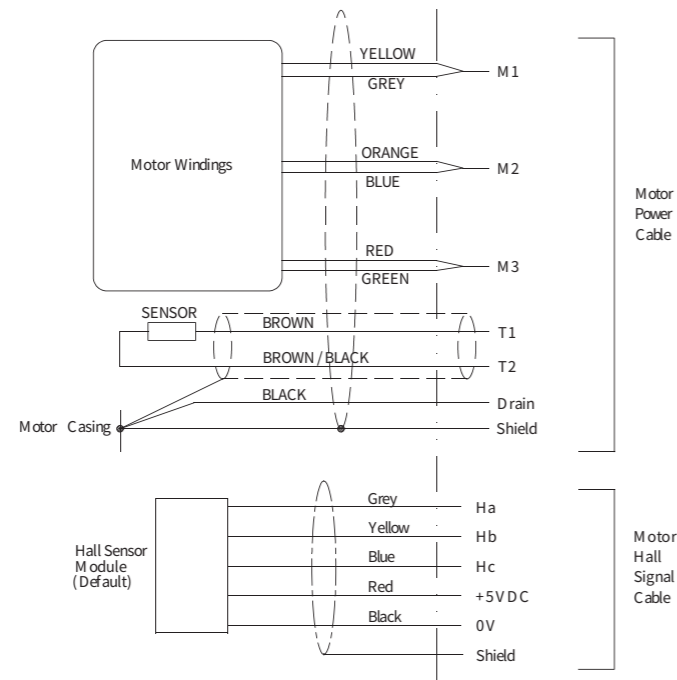 YELLOW
M1
GREY
Motor Windings
ORANGE
M2
BLUE
Motor
Power
Cable
RED
M3
GREEN
SENSOR
BROWN
T1
BROWN/BLACK
T2
BLACK
Drain
Motor Casing
Shield
Grey
Ha
Yellow
Hb
Hall Sensor
Module
(Default)
Blue
Hc
Red
+5VDC
Black
0V
Shield
Motor
Hall
Signal
Cable